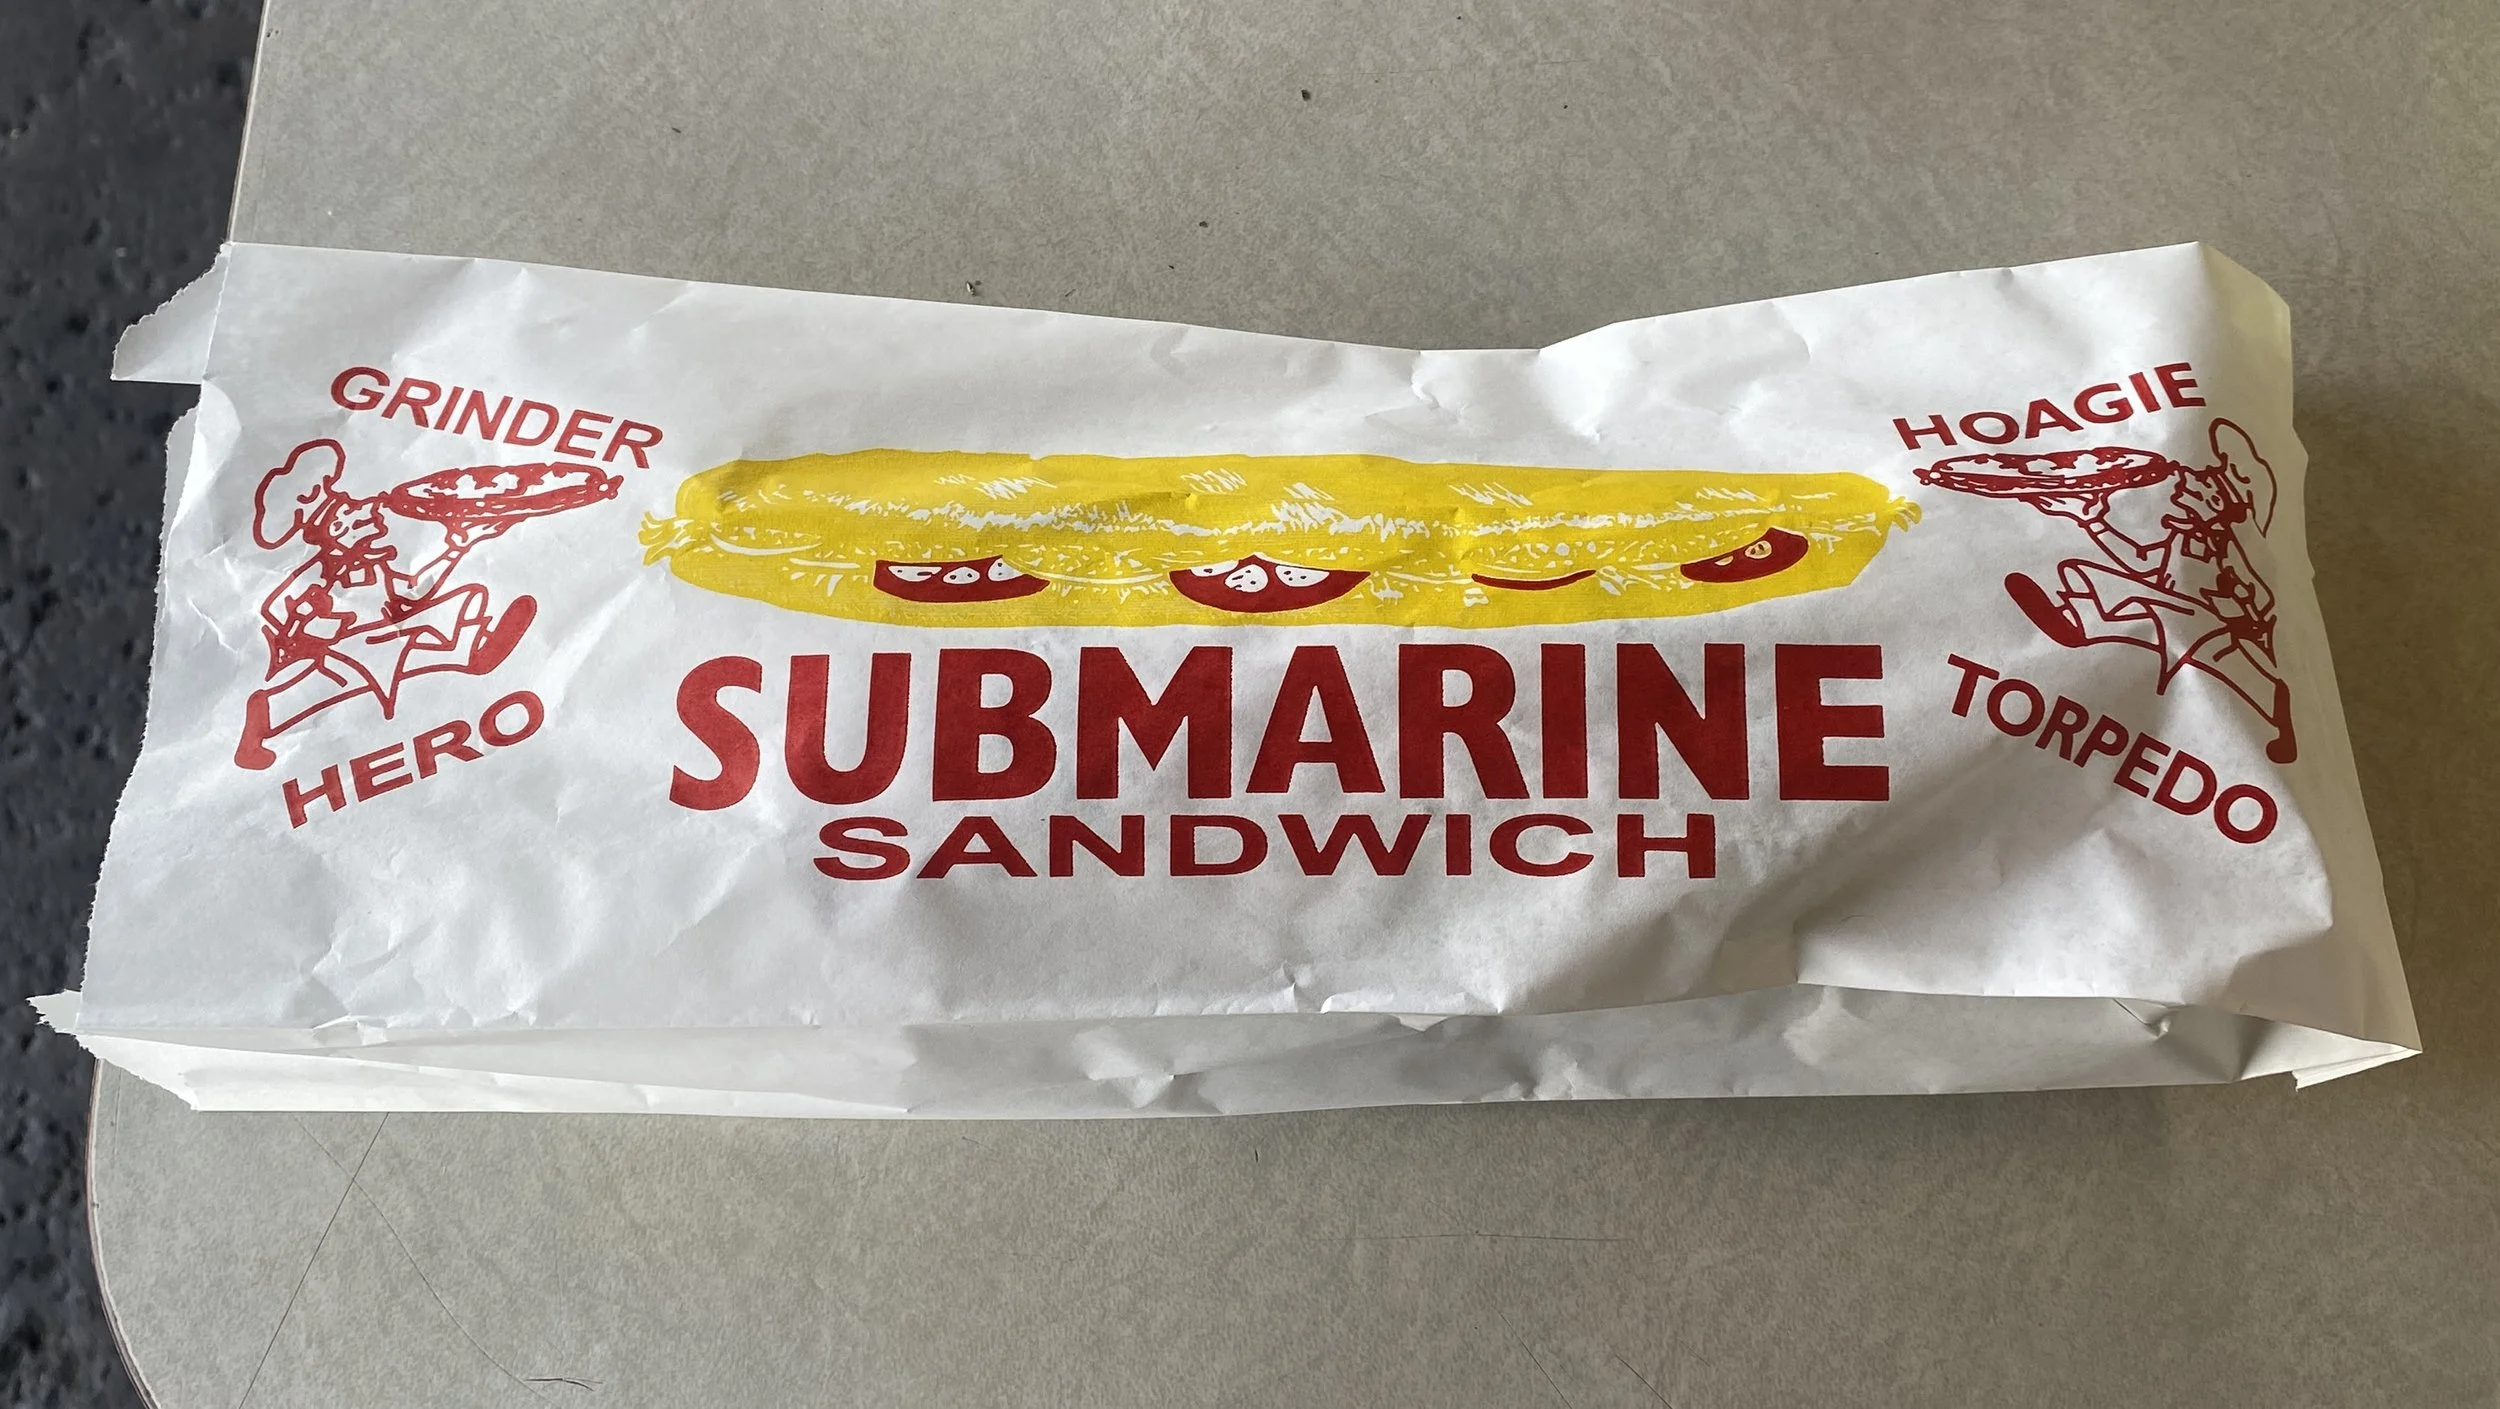 GRINDER
HERO
SUBMARINE
SANDWICH
HOAGIE
TORPEDO